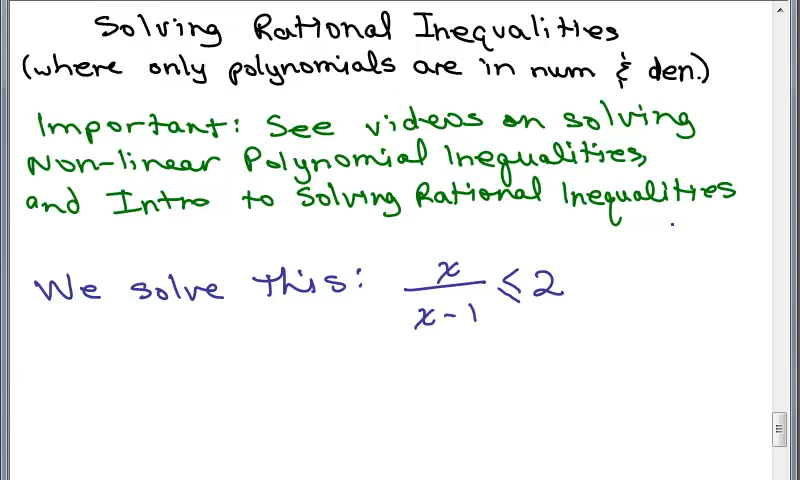 Solving Rational Inequalities
(where only polynomials are in num & den.)
Important: See videos on solving
Non-linear Polynomial Inequalities,
and Intro to Solving Rational Inequalities
We solve this: x/(x-1) ≤ 2